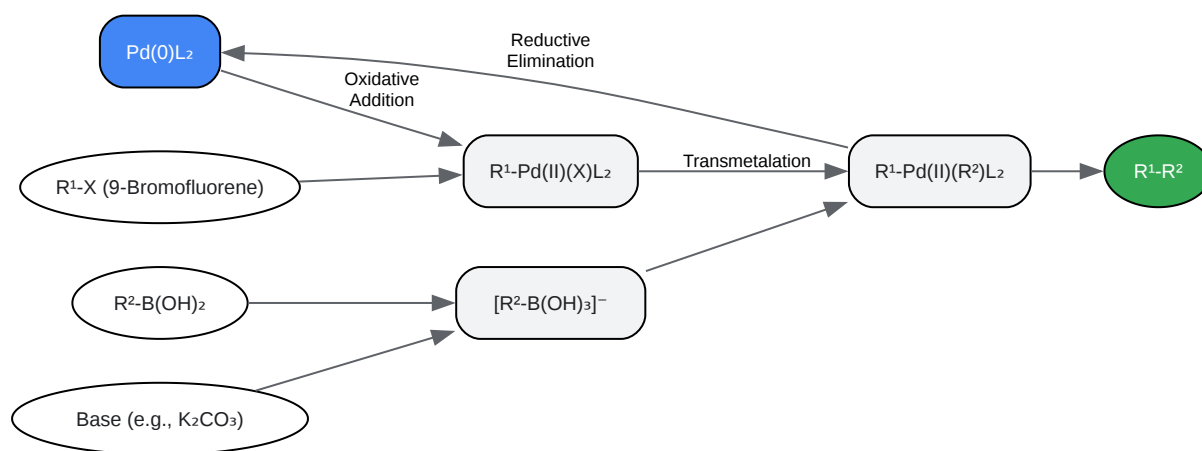 Pd(0)L₂
Reductive
Elimination
Oxidative
Addition
R¹-X (9-Bromofluorene)
R¹-Pd(II)(X)L₂
Transmetalation
R¹-Pd(II)(R²)L₂
R¹-R²
R²-B(OH)₂
[R²-B(OH)₃]⁻
Base (e.g., K₂CO₃)